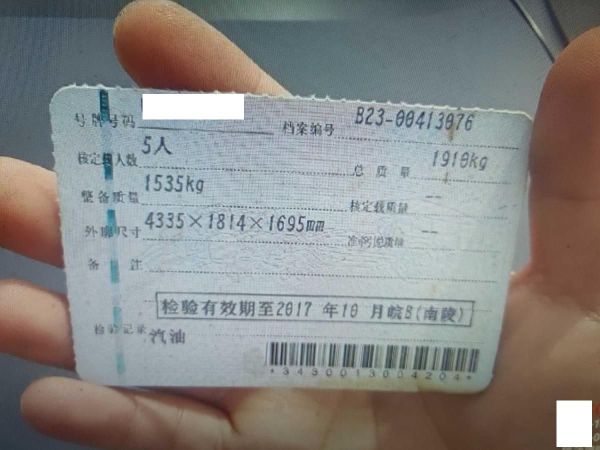 号牌号码 档案编号 B23-00413076
核定载人数 5人 总质量 1910kg
整备质量 1535kg 核定载质量 --
外廓尺寸 4335×1814×1695mm 准牵引总质量 --
备注
检验有效期至2017 年10 月皖B(南陵)
检验记录 汽油
*3430013034204*